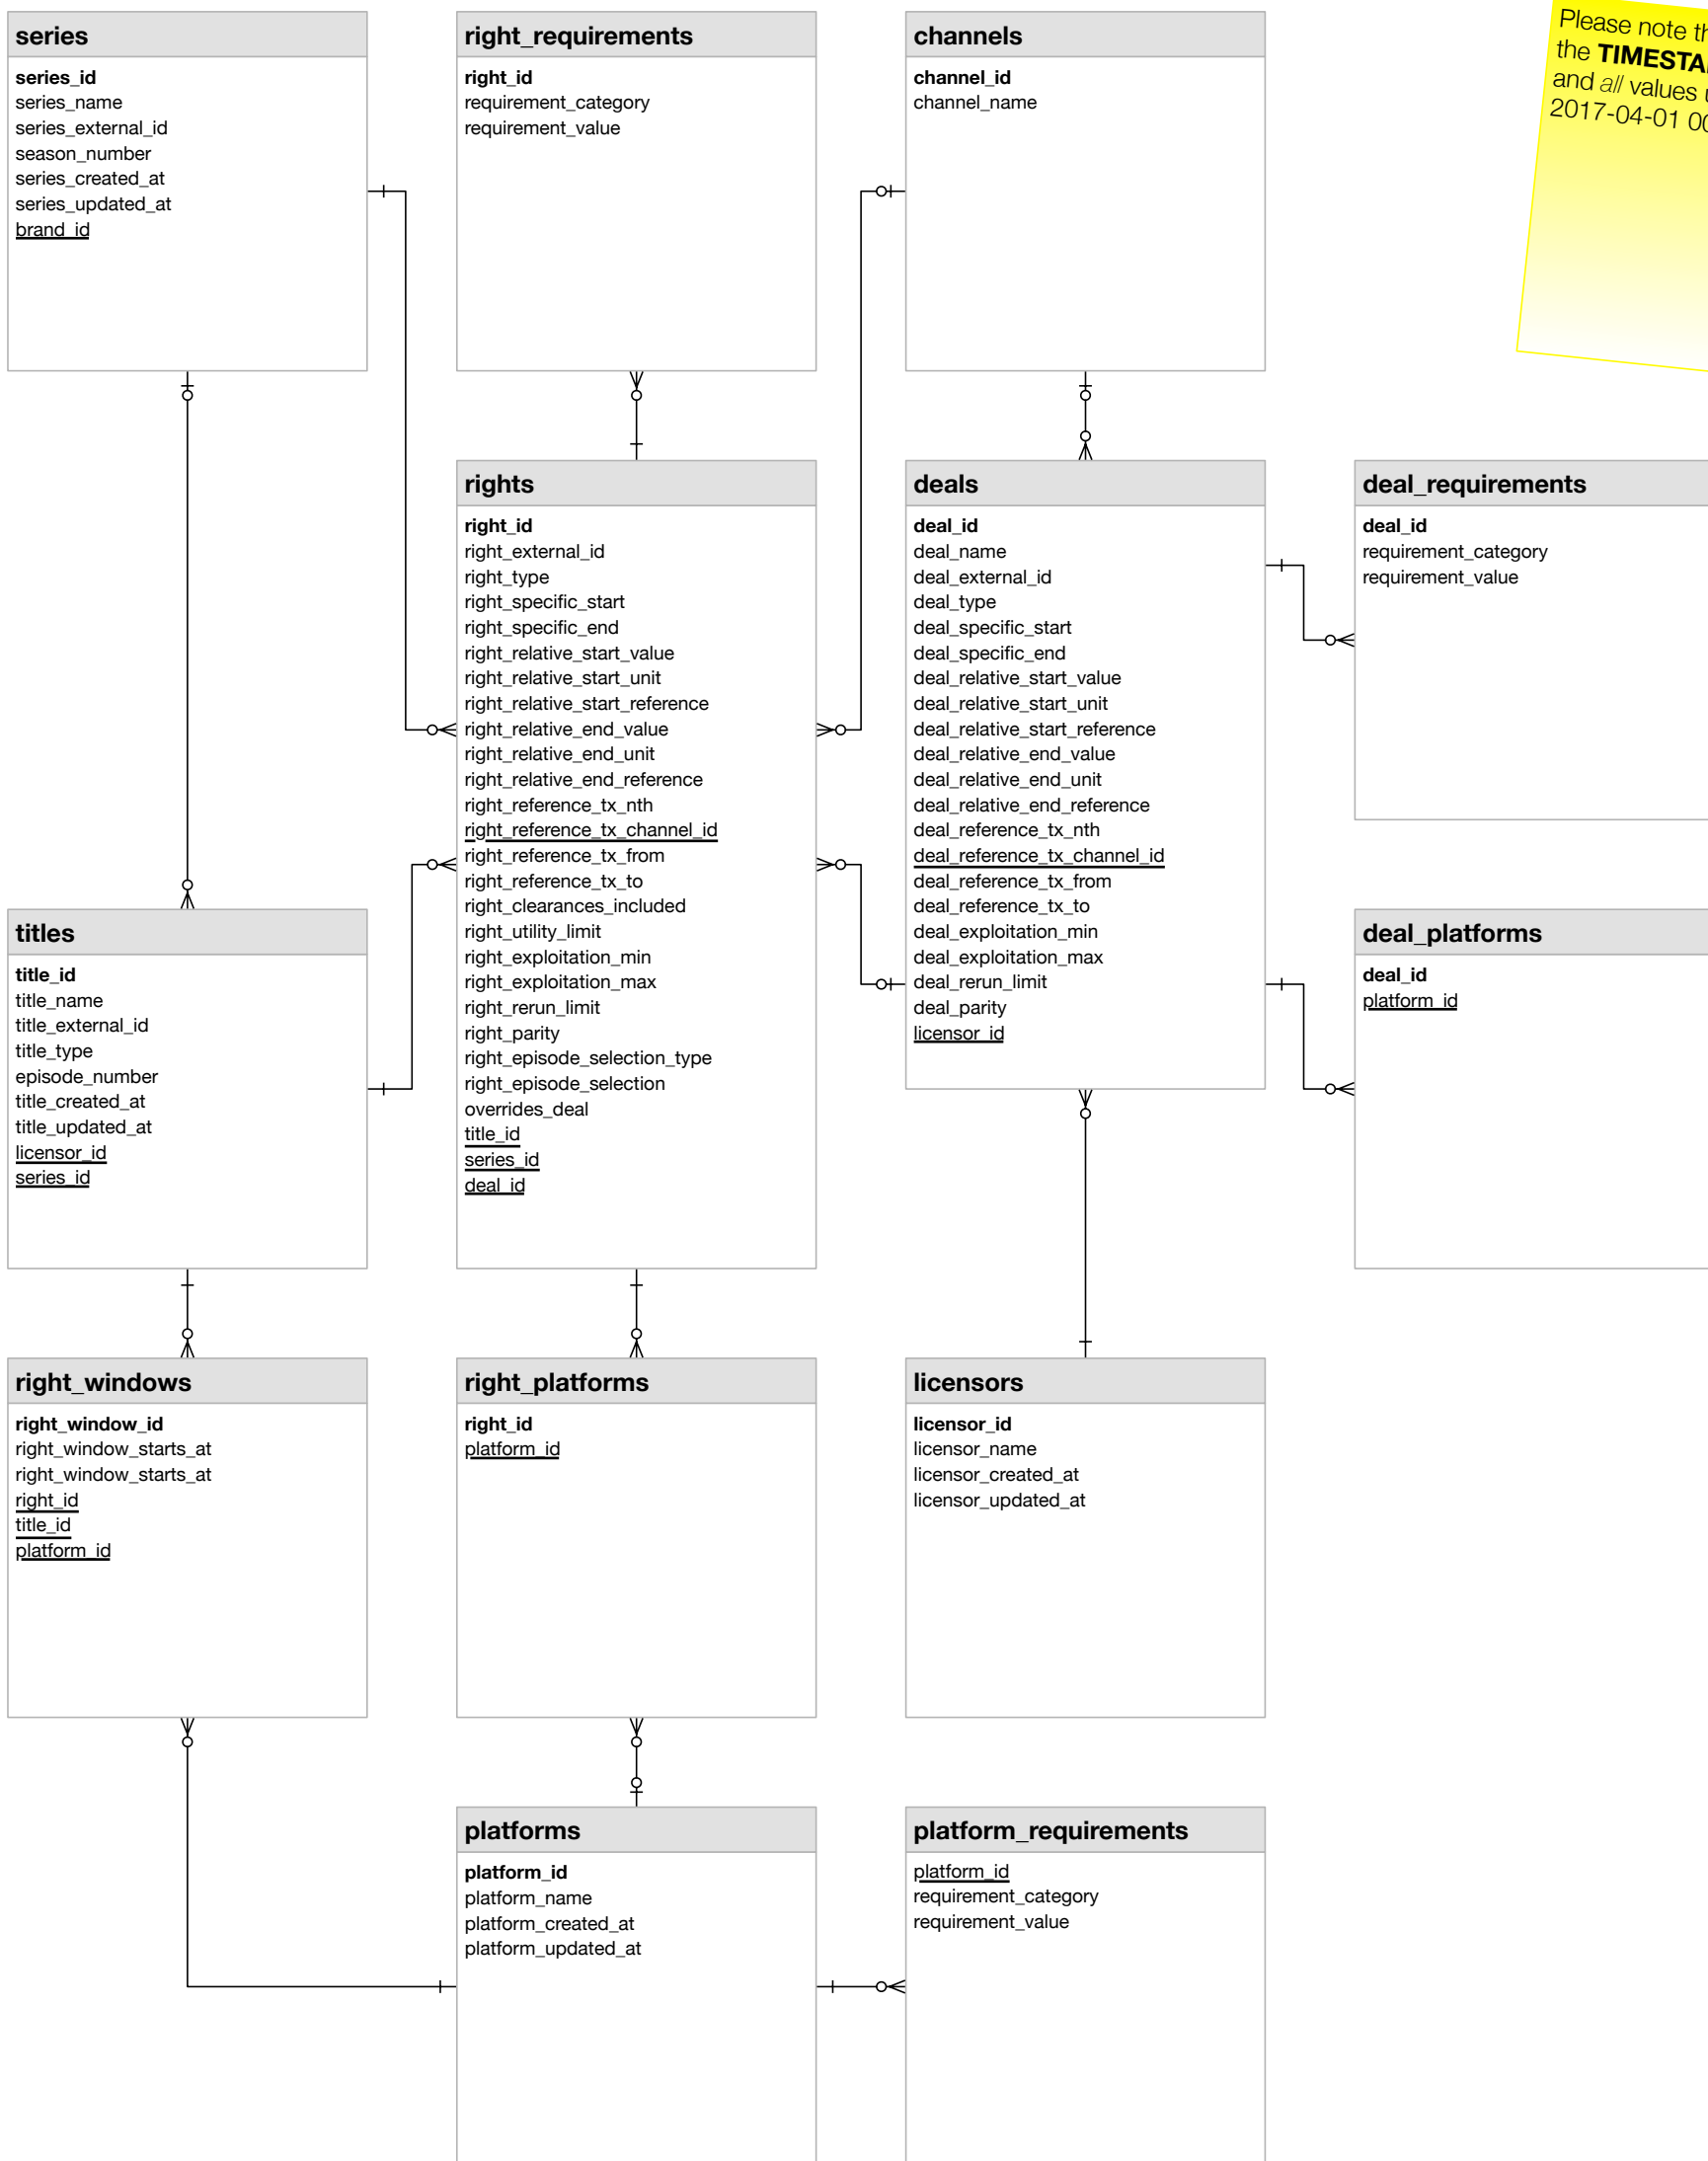 series
series_id
series_name
series_external_id
season_number
series_created_at
series_updated_at
brand_id
right_requirements
right_id
requirement_category
requirement_value
channels
channel_id
channel_name
Please note
the
and all values
2017-04-01
rights
right_id
right_external_id
right_type
right_specific_start
right_specific_end
right_relative_start_value
right_relative_start_unit
right_relative_start_reference
right_relative_end_value
right_relative_end_unit
right_relative_end_reference
right_reference_tx_nth
right_reference_tx_channel_id
right_reference_tx_from
right_reference_tx_to
right_clearances_included
right_utility_limit
right_exploitation_min
right_exploitation_max
right_rerun_limit
right_parity
right_episode_selection_type
right_episode_selection
overrides_deal
title_id
series_id
deal_id
deals
deal_id
deal_name
deal_external_id
deal_type
deal_specific_start
deal_specific_end
deal_relative_start_value
deal_relative_start_unit
deal_relative_start_reference
deal_relative_end_value
deal_relative_end_unit
deal_relative_end_reference
deal_reference_tx_nth
deal_reference_tx_channel_id
deal_reference_tx_from
deal_reference_tx_to
deal_exploitation_min
deal_exploitation_max
deal_rerun_limit
deal_parity
licensor_id
deal_requirements
deal_id
requirement_category
requirement_value
titles
title_id
title_name
title_external_id
title_type
episode_number
title_created_at
title_updated_at
licensor_id
series_id
deal_platforms
deal_id
platform_id
right_windows
right_window_id
right_window_starts_at
right_window_starts_at
right_id
title_id
platform_id
right_platforms
right_id
platform_id
licensors
licensor_id
licensor_name
licensor_created_at
licensor_updated_at
platforms
platform_id
platform_name
platform_created_at
platform_updated_at
platform_requirements
platform_id
requirement_category
requirement_value